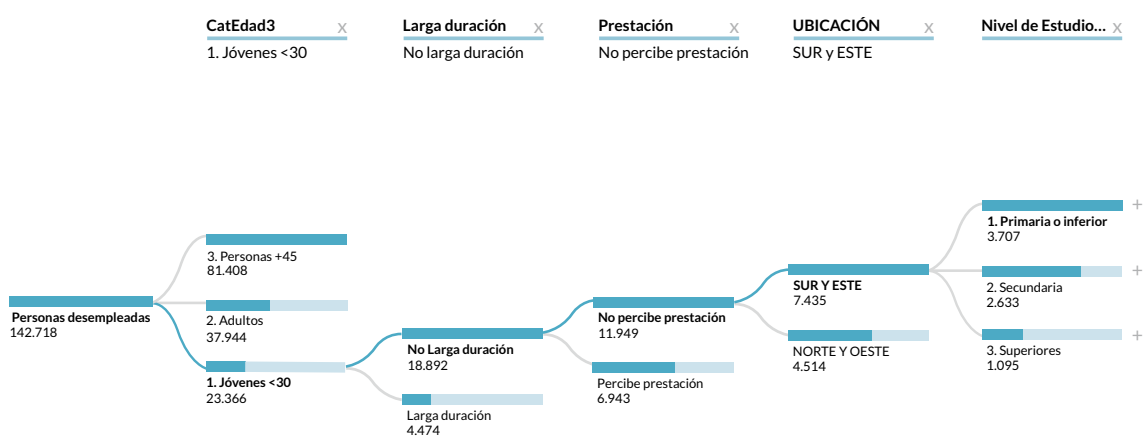 CatEdad3 x
1. Jóvenes <30
Larga duración x
No larga duración
Prestación x
No percibe prestación
UBICACIÓN x
SUR y ESTE
Nivel de Estudio... x
Personas desempleadas
142.718
3. Personas +45
81.408
2. Adultos
37.944
1. Jóvenes <30
23.366
No Larga duración
18.892
Larga duración
4.474
No percibe prestación
11.949
Percibe prestación
6.943
SUR Y ESTE
7.435
NORTE Y OESTE
4.514
1. Primaria o inferior
3.707
+
2. Secundaria
2.633
+
3. Superiores
1.095
+